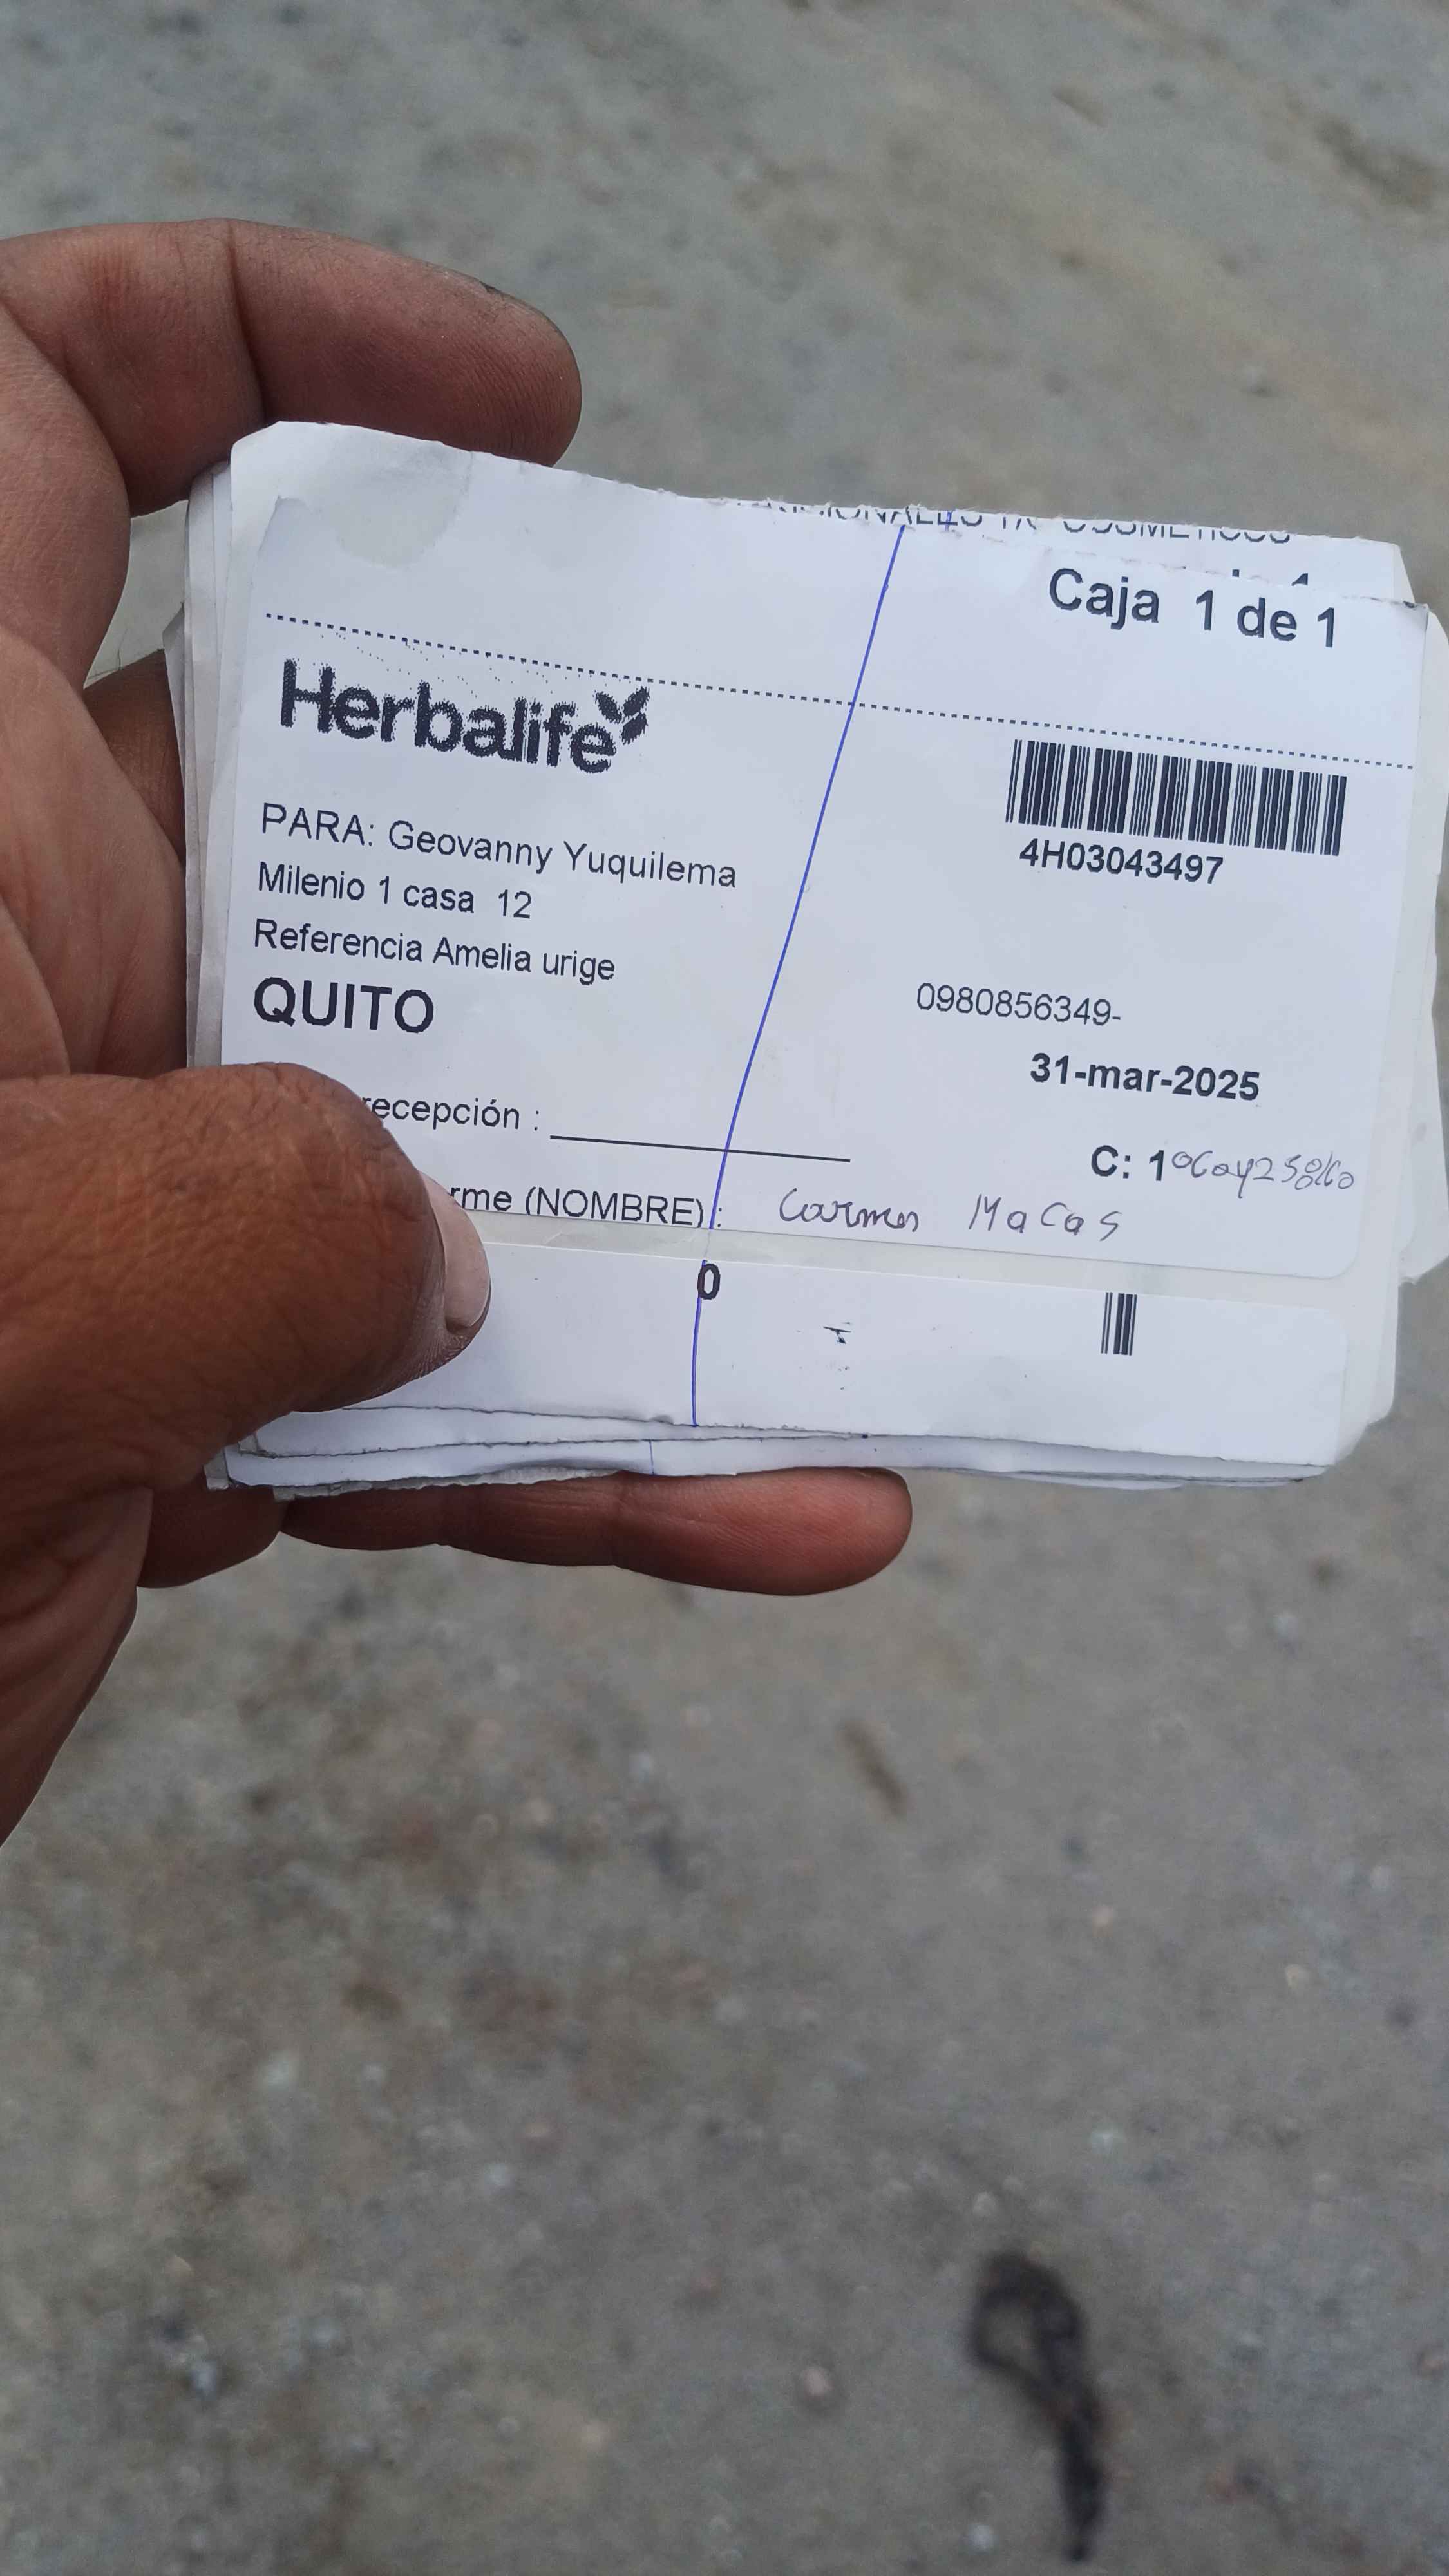 Caja 1 de 1
Herbalife
4H03043497
PARA: Geovanny Yuquilema
Milenio 1 casa 12
Referencia Amelia urige
QUITO
0980856349-
31-mar-2025
recepción :
C: 1
rme (NOMBRE): Carmen Macas
0